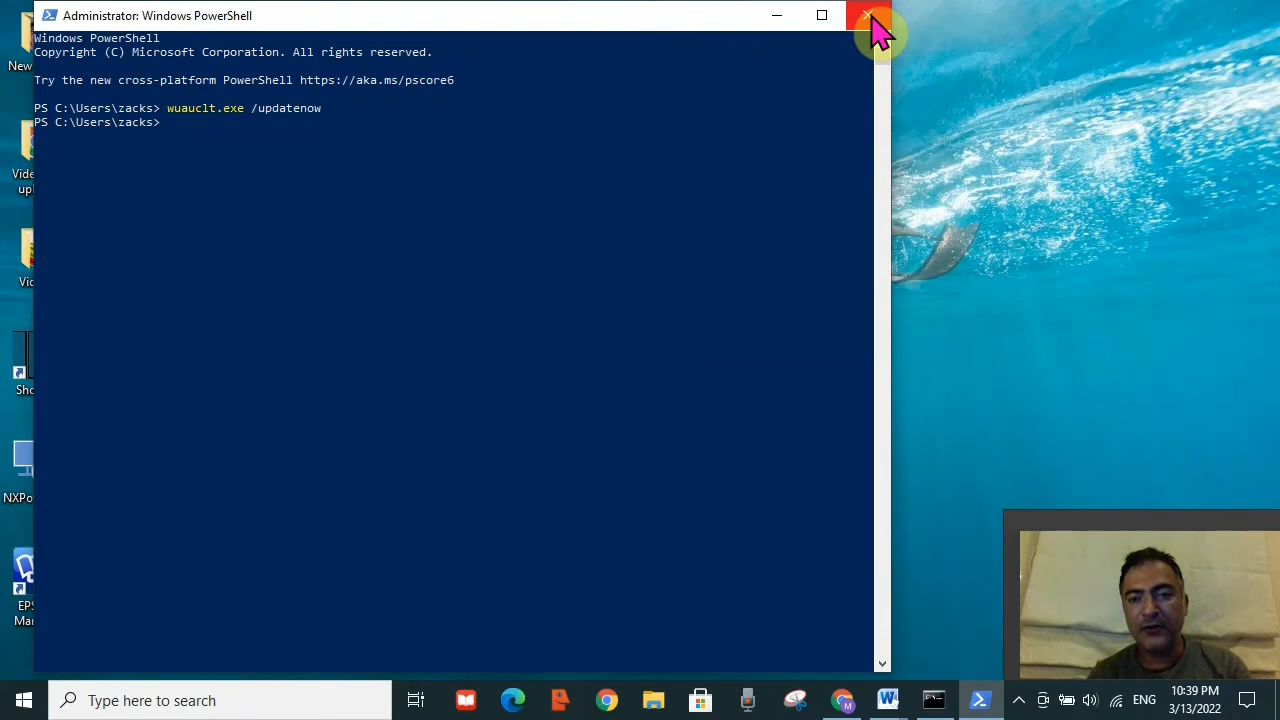 Administrator: Windows PowerShell
Windows PowerShell
Copyright (C) Microsoft Corporation. All rights reserved.
Try the new cross-platform PowerShell https://aka.ms/pscore6
PS C:\Users\zacks> wuauclt.exe /updatenow
PS C:\Users\zacks>
New
Vide
upl
Vid
Sho
NXPo
EPS
Ma
Type here to search
ENG
10:39 PM
3/13/2022